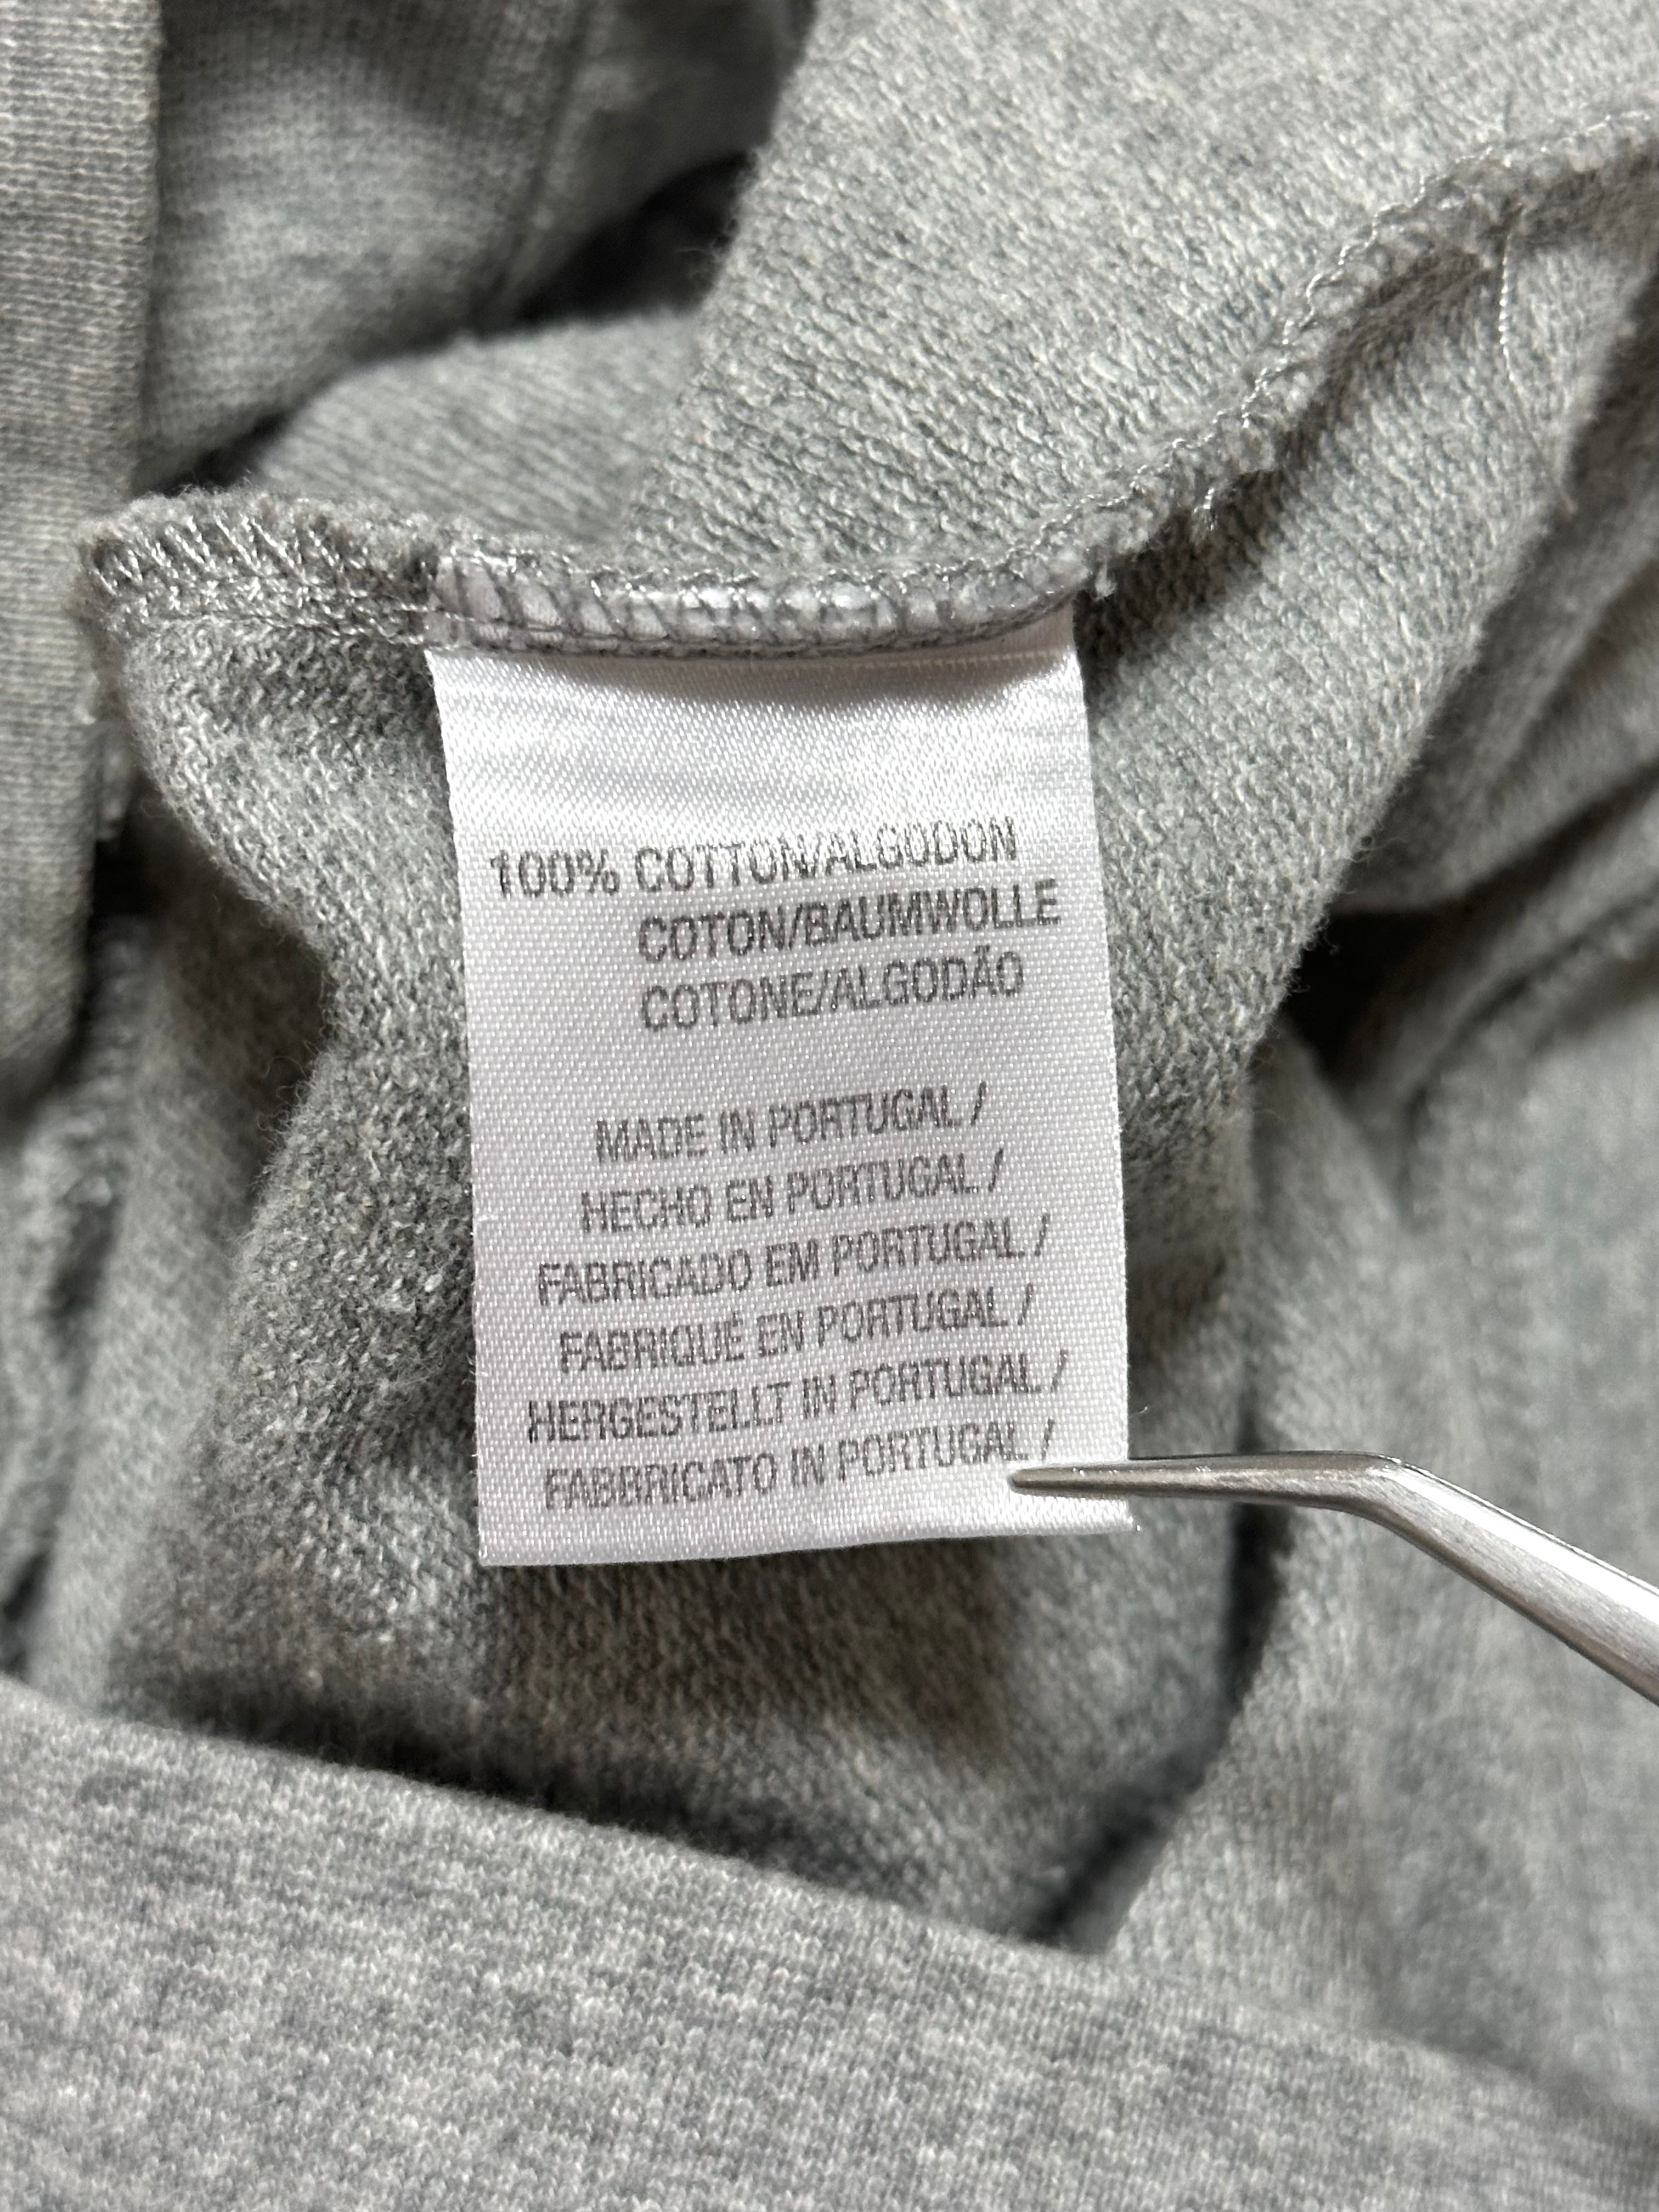 100% COTTON/ALGODON
COTON/BAUMWOLLE
COTONE/ALGODÃO
MADE IN PORTUGAL /
HECHO EN PORTUGAL /
FABRICADO EM PORTUGAL /
FABRIQUÉ EN PORTUGAL /
HERGESTELLT IN PORTUGAL /
FABBRICATO IN PORTUGAL /